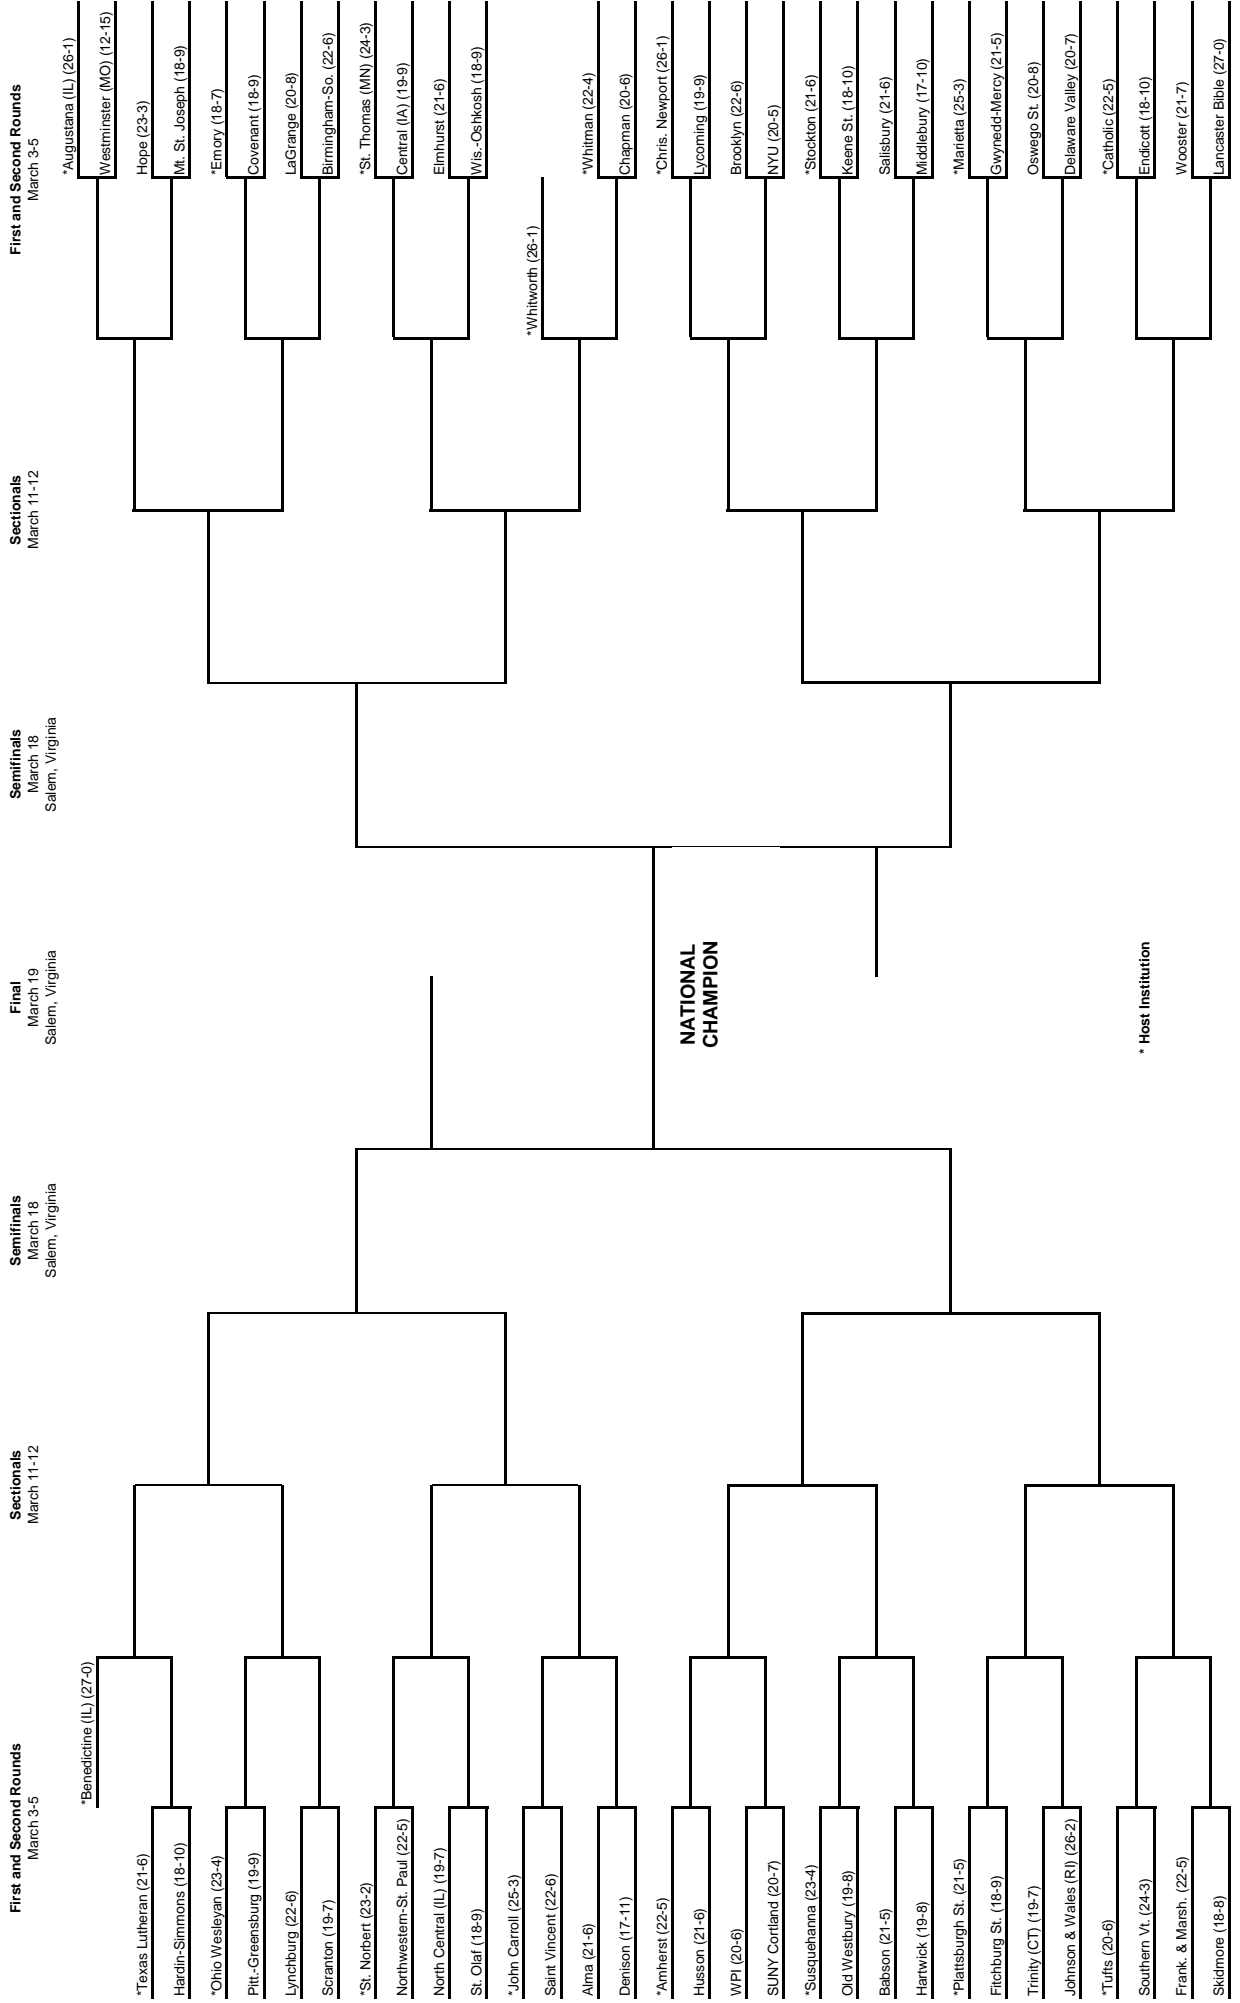 First and Second Rounds
March 3-5
Sectionals
March 11-12
Semifinals
March 18
Salem, Virginia
Final
March 19
Salem, Virginia
Semifinals
March 18
Salem, Virginia
Sectionals
March 11-12
First and Second Rounds
March 3-5
*Benedictine (IL) (27-0)
*Texas Lutheran (21-6)
Hardin-Simmons (18-10)
*Ohio Wesleyan (23-4)
Pitt.-Greensburg (19-9)
Lynchburg (22-6)
Scranton (19-7)
*St. Norbert (23-2)
Northwestern-St. Paul (22-5)
North Central (IL) (19-7)
St. Olaf (18-9)
*John Carroll (25-3)
Saint Vincent (22-6)
Alma (21-6)
Denison (17-11)
*Amherst (22-5)
Husson (21-6)
WPI (20-6)
SUNY Cortland (20-7)
*Susquehanna (23-4)
Old Westbury (19-8)
Babson (21-5)
Hartwick (19-8)
*Plattsburgh St. (21-5)
Fitchburg St. (18-9)
Trinity (CT) (19-7)
Johnson & Wales (RI) (26-2)
*Tufts (20-6)
Southern Vt. (24-3)
Frank. & Marsh. (22-5)
Skidmore (18-8)
NATIONAL
CHAMPION
* Host Institution
*Augustana (IL) (26-1)
Westminster (MO) (12-15)
Hope (23-3)
Mt. St. Joseph (18-9)
*Emory (18-7)
Covenant (18-9)
LaGrange (20-8)
Birmingham-So. (22-6)
*St. Thomas (MN) (24-3)
Central (IA) (19-9)
Elmhurst (21-6)
Wis.-Oshkosh (18-9)
*Whitworth (26-1)
*Whitman (22-4)
Chapman (20-6)
*Chris. Newport (26-1)
Lycoming (19-9)
Brooklyn (22-6)
NYU (20-5)
*Stockton (21-6)
Keene St. (18-10)
Salisbury (21-6)
Middlebury (17-10)
*Marietta (25-3)
Gwynedd-Mercy (21-5)
Oswego St. (20-8)
Delaware Valley (20-7)
*Catholic (22-5)
Endicott (18-10)
Wooster (21-7)
Lancaster Bible (27-0)